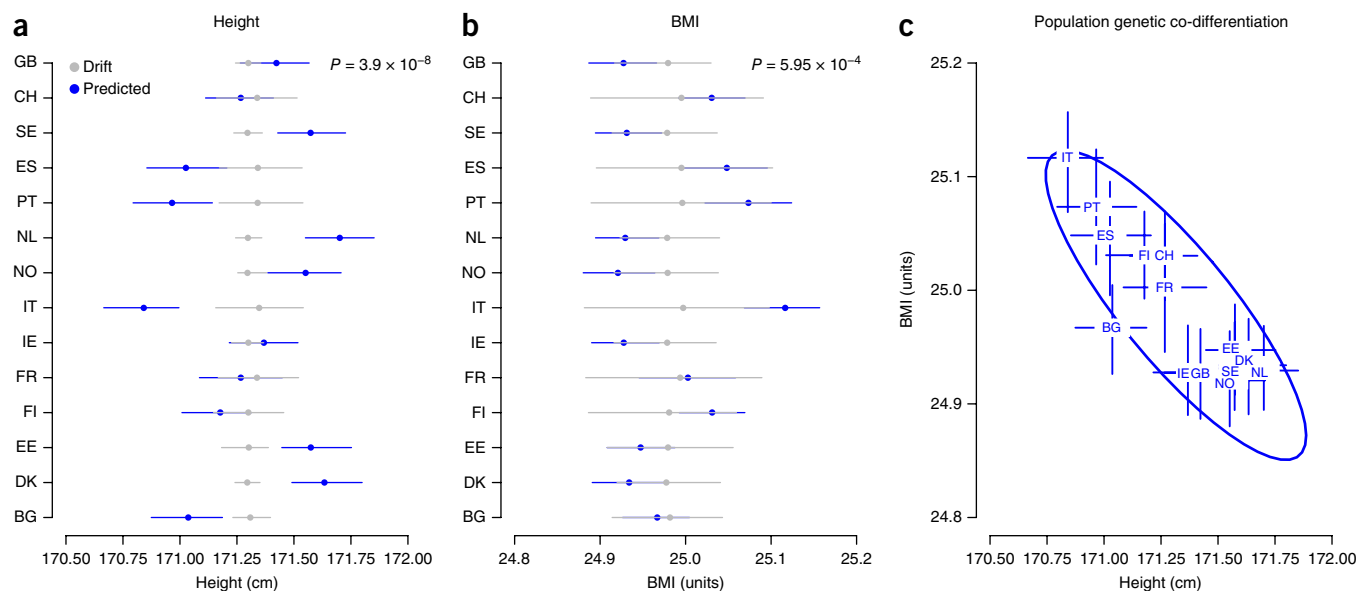 a
Height
GB
CH
SE
ES
PT
NL
NO
IT
IE
FR
FI
EE
DK
BG
Drift
Predicted
P = 3.9 × 10–8
170.50 170.75 171.00 171.25 171.50 171.75 172.00
Height (cm)
b
BMI
GB
CH
SE
ES
PT
NL
NO
IT
IE
FR
FI
EE
DK
BG
P = 5.95 × 10–4
24.8 24.9 25.0 25.1 25.2
BMI (units)
c
Population genetic co-differentiation
25.2
25.1
25.0
24.9
24.8
BMI (units)
IT
PT
ES
FI CH
FR
BG
EE
DK
IE GB SE NL
NO
170.50 170.75 171.00 171.25 171.50 171.75 172.00
Height (cm)